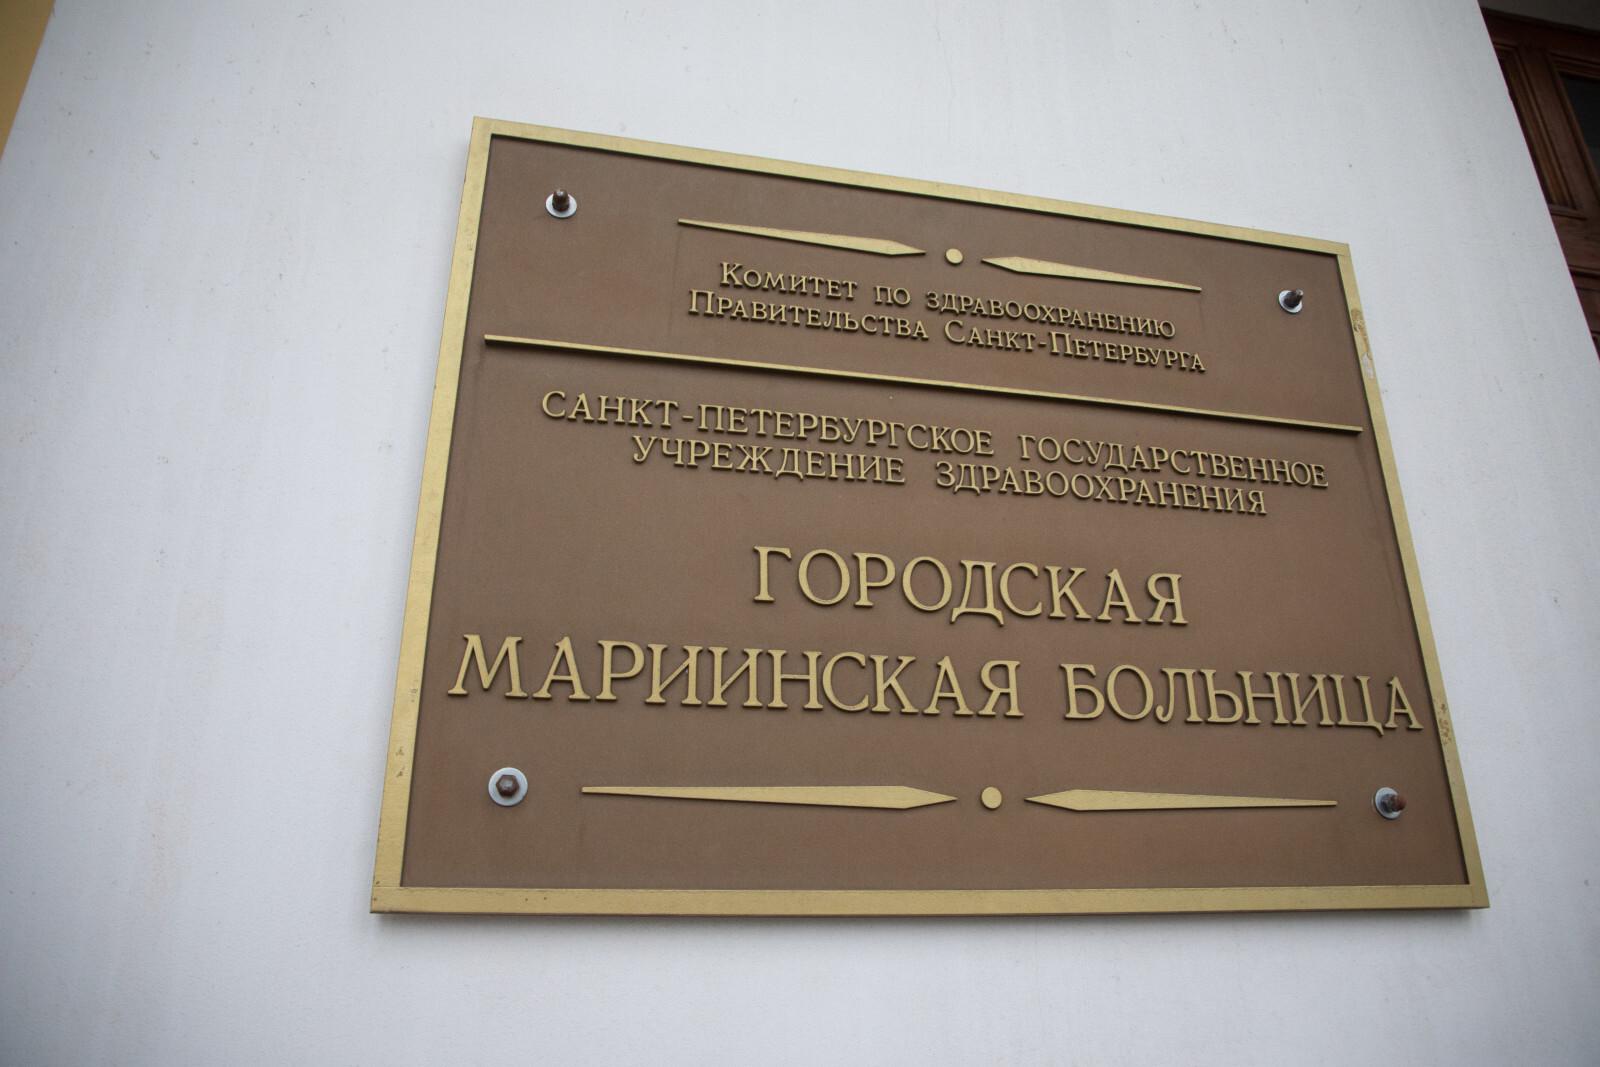 Комитет по здравоохранению
Правительства Санкт-Петербурга
САНКТ-ПЕТЕРБУРГСКОЕ ГОСУДАРСТВЕННОЕ
УЧРЕЖДЕНИЕ ЗДРАВООХРАНЕНИЯ
ГОРОДСКАЯ
МАРИИНСКАЯ БОЛЬНИЦА